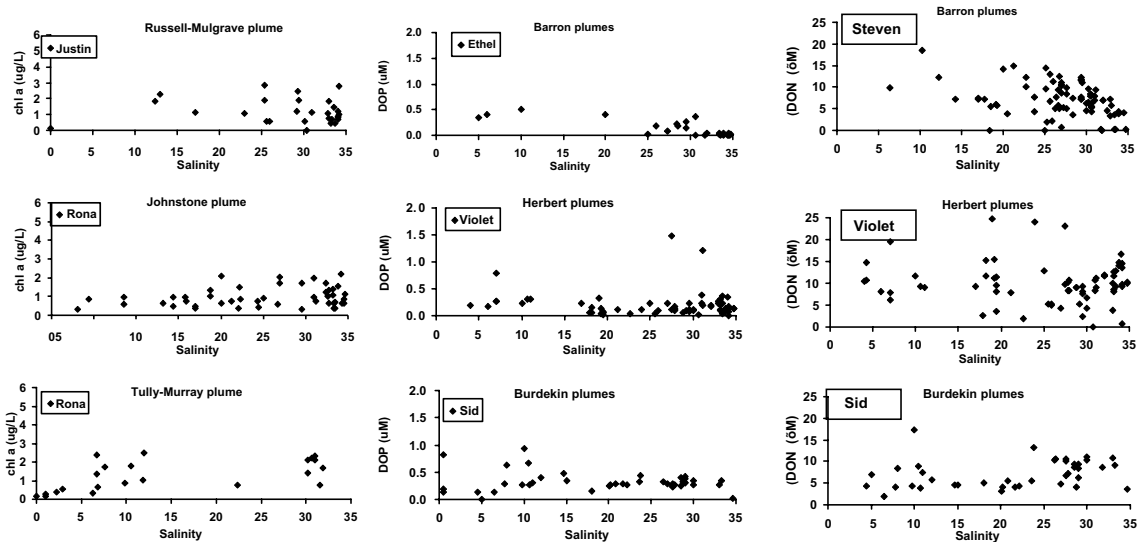 Russell-Mulgrave plume
chl a (ug/L)
6
5
4
3
2
1
0
Justin
0 5 10 15 20 25 30 35
Salinity
Barron plumes
DOP (uM)
2.0
1.5
1.0
0.5
0.0
Ethel
0 5 10 15 20 25 30 35
Salinity
Barron plumes
(DON (õM)
25
20
15
10
5
0
Steven
0 5 10 15 20 25 30 35
Salinity
Johnstone plume
chl a (ug/L)
6
5
4
3
2
1
0
Rona
05 10 15 20 25 30 35
Salinity
Herbert plumes
DOP (uM)
2.0
1.5
1.0
0.5
0.0
Violet
0 5 10 15 20 25 30 35
Salinity
Herbert plumes
(DON (õM)
25
20
15
10
5
0
Violet
0 5 10 15 20 25 30 35
Salinity
Tully-Murray plume
chl a (ug/L)
6
5
4
3
2
1
0
Rona
0 5 10 15 20 25 30 35
Salinity
Burdekin plumes
DOP (uM)
2.0
1.5
1.0
0.5
0.0
Sid
0 5 10 15 20 25 30 35
Salinity
Burdekin plumes
(DON (õM)
25
20
15
10
5
0
Sid
0 5 10 15 20 25 30 35
Salinity